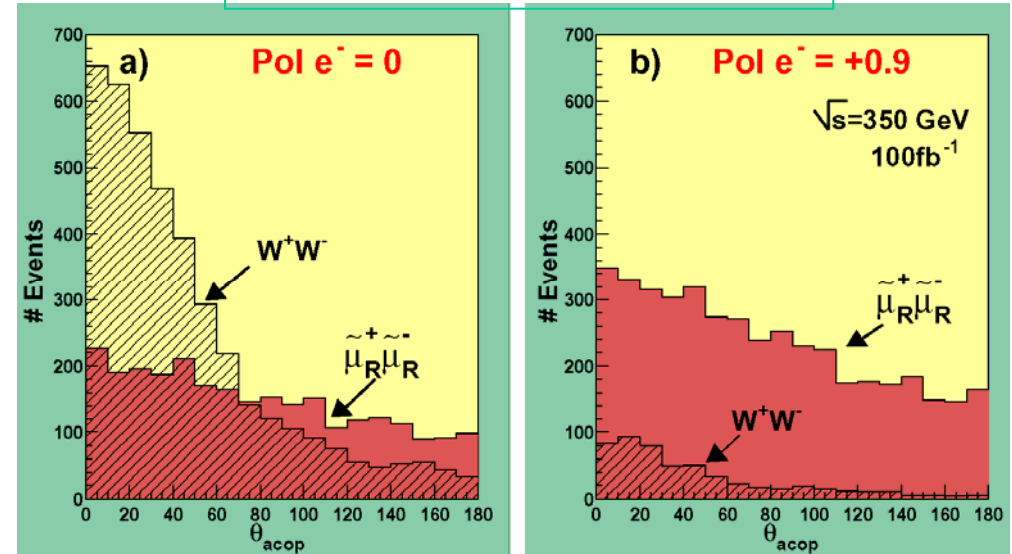 a) Pol e⁻ = 0
700
600
500
400
300
200
100
0
# Events
W⁺W⁻
μ̃⁺Rμ̃⁻R
0 20 40 60 80 100 120 140 160 180
θacop
b) Pol e⁻ = +0.9
√s=350 GeV
100fb⁻¹
700
600
500
400
300
200
100
0
# Events
μ̃⁺Rμ̃⁻R
W⁺W⁻
0 20 40 60 80 100 120 140 160 180
θacop